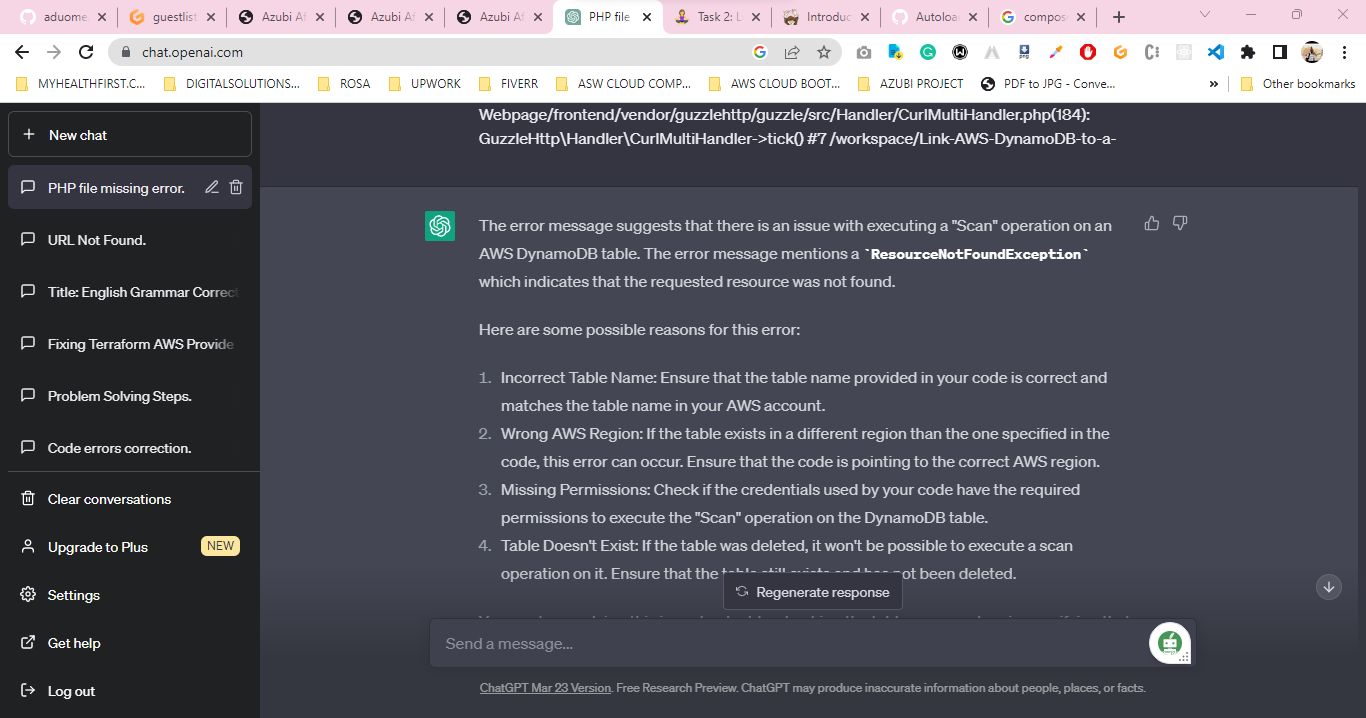 aduome
guestlist
Azubi Af
Azubi Af
Azubi Af
PHP file
Task 2: L
Introduc
Autoloa
compos
chat.openai.com
MYHEALTHFIRST.C...
DIGITALSOLUTIONS...
ROSA
UPWORK
FIVERR
ASW CLOUD COMP...
AWS CLOUD BOOT...
AZUBI PROJECT
PDF to JPG - Conve...
Other bookmarks
New chat
PHP file missing error.
URL Not Found.
Title: English Grammar Correct
Fixing Terraform AWS Provide
Problem Solving Steps.
Code errors correction.
Clear conversations
Upgrade to Plus
NEW
Settings
Get help
Log out
Webpage/frontend/vendor/guzzlehttp/guzzle/src/Handler/CurlMultiHandler.php(184):
GuzzleHttp\Handler\CurlMultiHandler->tick() #7 /workspace/Link-AWS-DynamoDB-to-a-
The error message suggests that there is an issue with executing a "Scan" operation on an
AWS DynamoDB table. The error message mentions a `ResourceNotFoundException`
which indicates that the requested resource was not found.
Here are some possible reasons for this error:
1. Incorrect Table Name: Ensure that the table name provided in your code is correct and
matches the table name in your AWS account.
2. Wrong AWS Region: If the table exists in a different region than the one specified in the
code, this error can occur. Ensure that the code is pointing to the correct AWS region.
3. Missing Permissions: Check if the credentials used by your code have the required
permissions to execute the "Scan" operation on the DynamoDB table.
4. Table Doesn't Exist: If the table was deleted, it won't be possible to execute a scan
operation on it. Ensure that the table still exists and has not been deleted.
Regenerate response
Send a message...
ChatGPT Mar 23 Version. Free Research Preview. ChatGPT may produce inaccurate information about people, places, or facts.